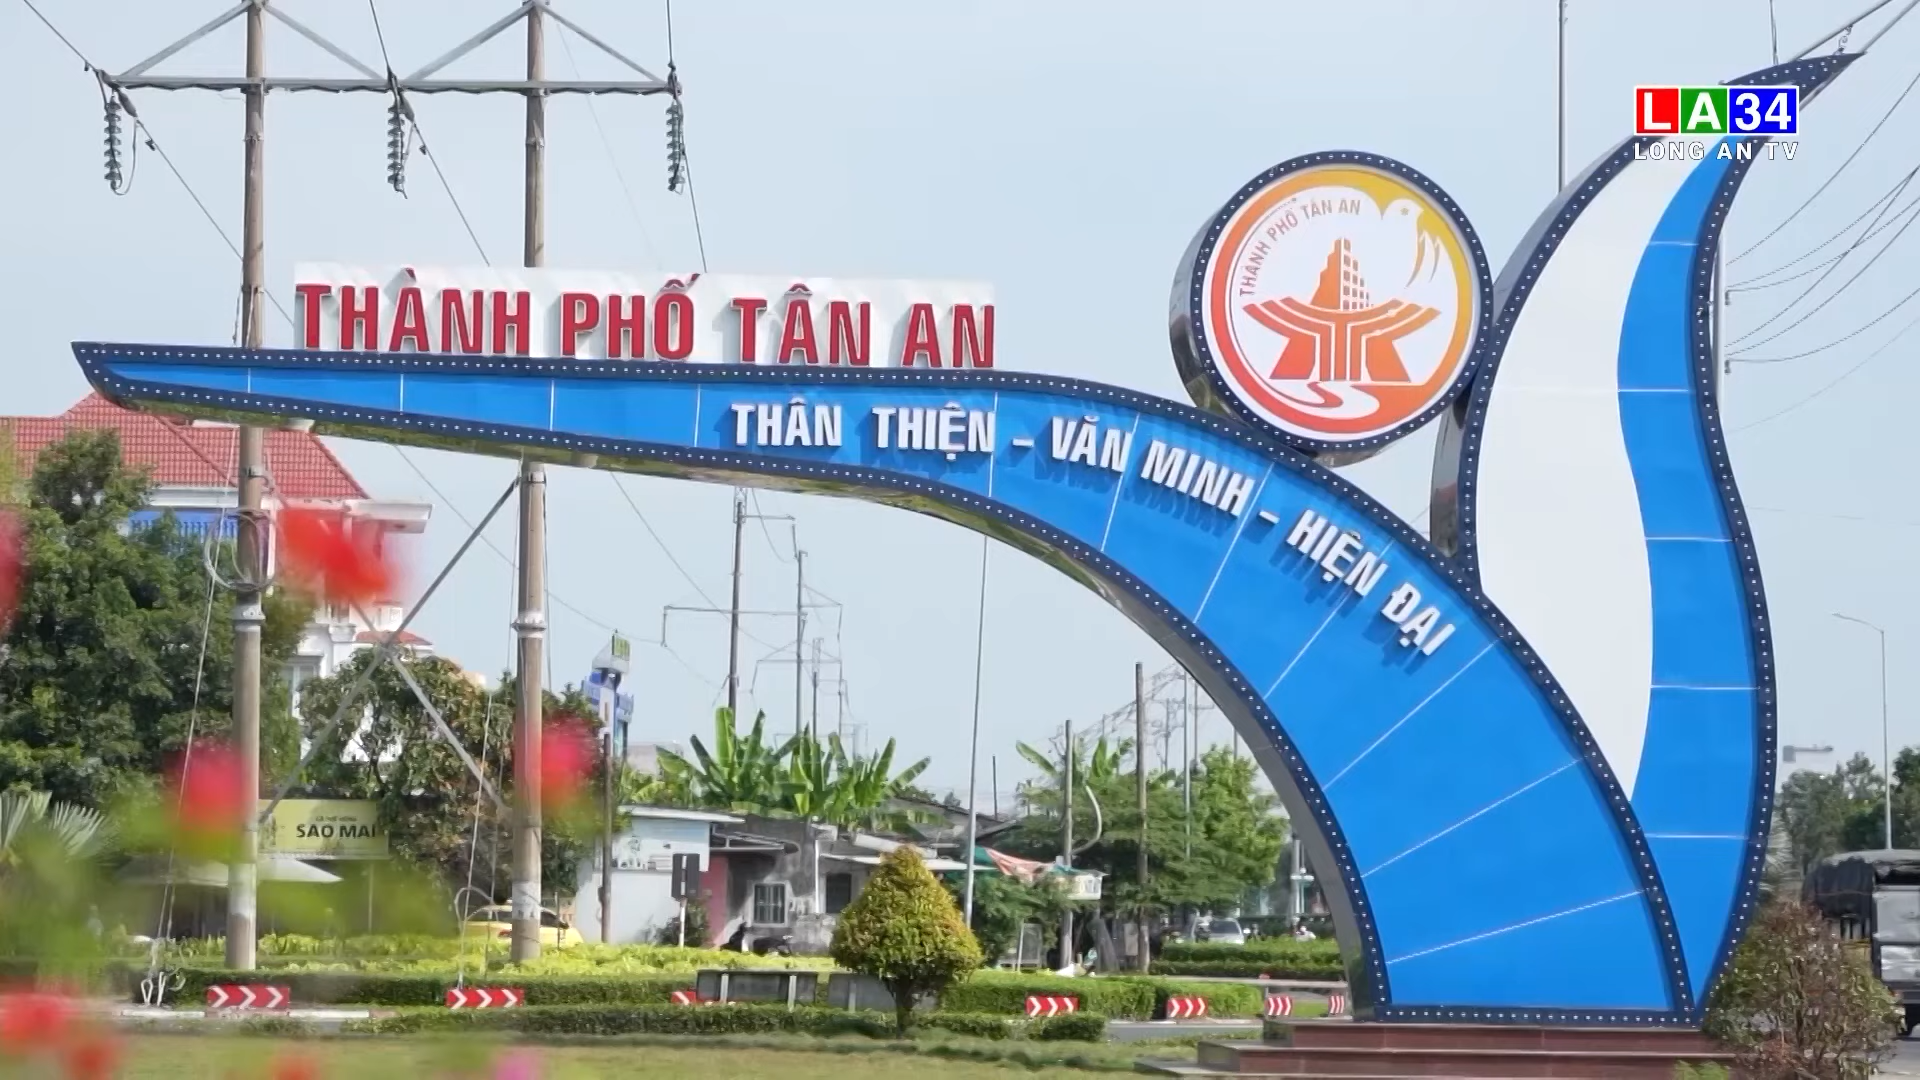 LA34
LONG AN TV
THÀNH PHỐ TÂN AN
THÀNH PHỐ TÂN AN
THÂN THIỆN – VĂN MINH – HIỆN ĐẠI
SAO MAI